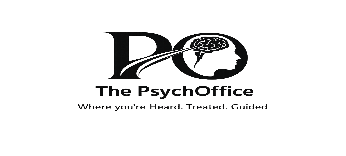 PO
The PsychOffice
Where you're Heard. Treated. Guided